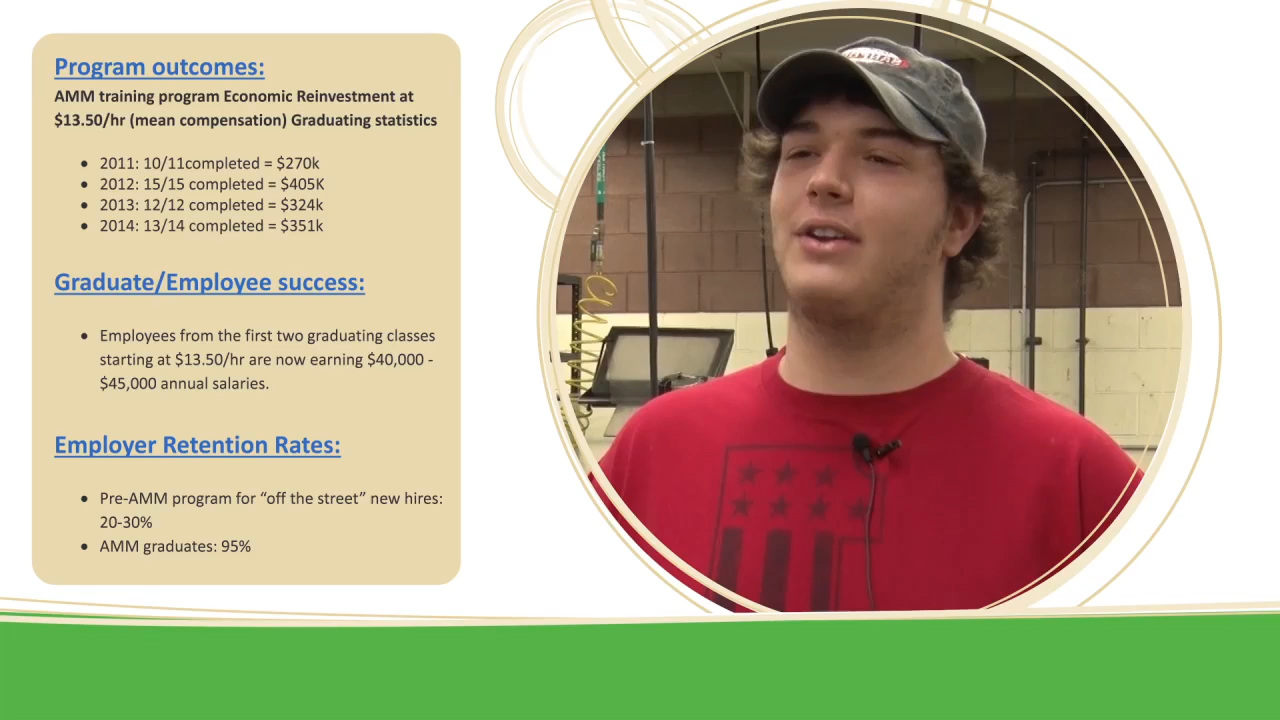 Program outcomes:
AMM training program Economic Reinvestment at
$13.50/hr (mean compensation) Graduating statistics
• 2011: 10/11completed = $270k
• 2012: 15/15 completed = $405K
• 2013: 12/12 completed = $324k
• 2014: 13/14 completed = $351k
Graduate/Employee success:
• Employees from the first two graduating classes
starting at $13.50/hr are now earning $40,000 -
$45,000 annual salaries.
Employer Retention Rates:
• Pre-AMM program for “off the street” new hires:
20-30%
• AMM graduates: 95%